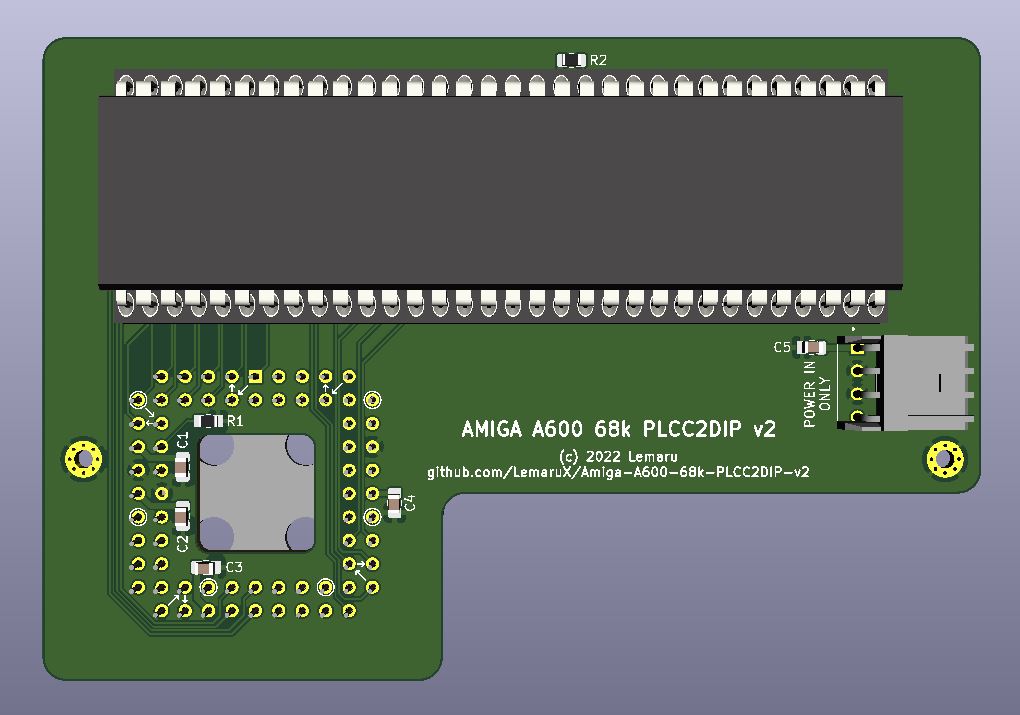 R2
C5
POWER IN
ONLY
R1
C1
AMIGA A600 68k PLCC2DIP v2
(c) 2022 Lemaru
github.com/LemaruX/Amiga-A600-68k-PLCC2DIP-v2
C4
C2
C3